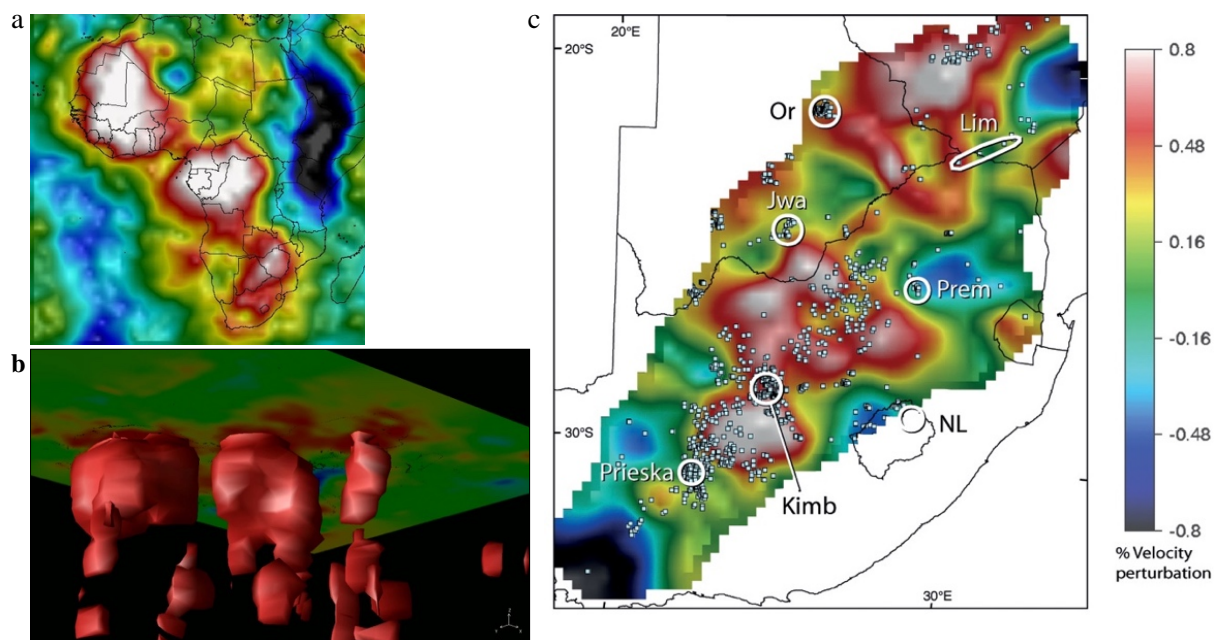 a
b
c
20°E
20°S
30°S
30°E
Or
Lim
Jwa
Prem
NL
Prieska
Kimb
0.8
0.48
0.16
-0.16
-0.48
-0.8
% Velocity
perturbation